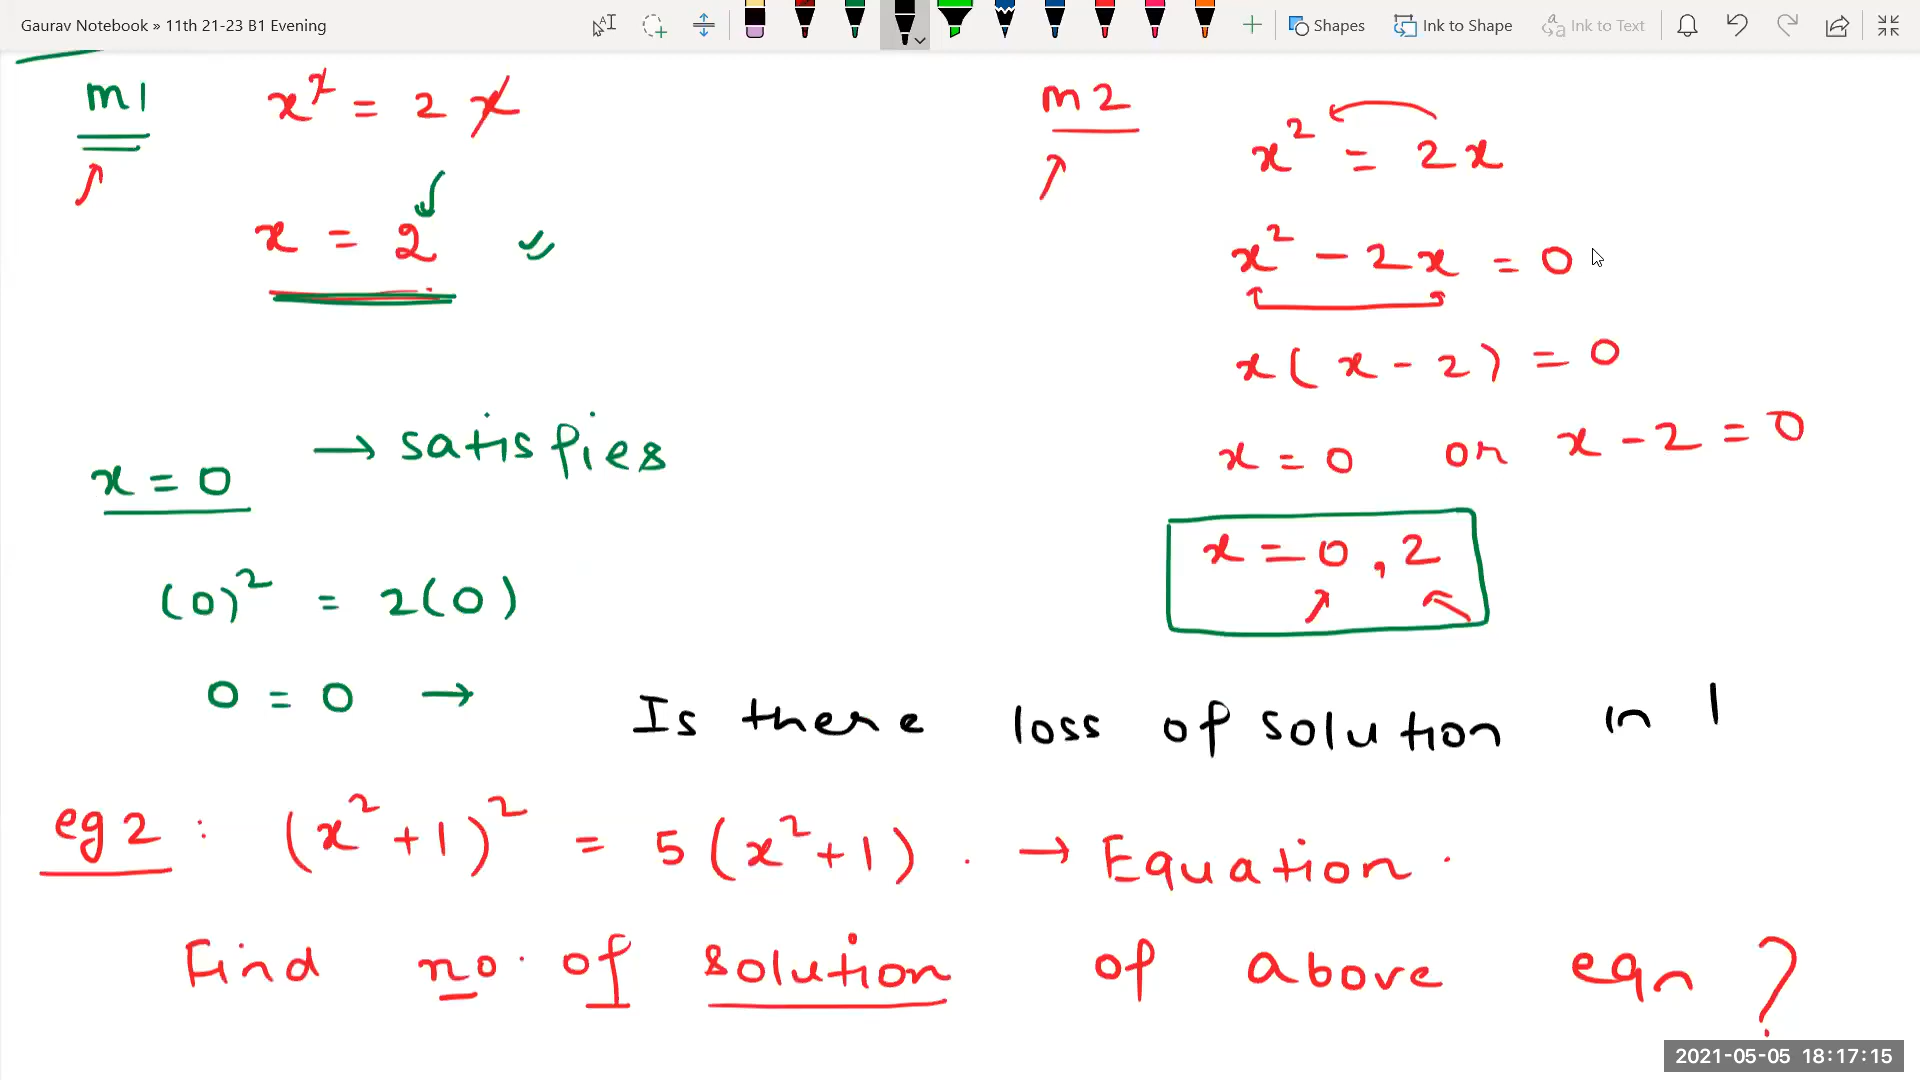 Gaurav Notebook » 11th 21-23 B1 Evening
Shapes
Ink to Shape
Ink to Text
m1
x² = 2x
x = 2
x = 0 → satisfies
(0)² = 2(0)
0 = 0 →
m2
x² = 2x
x² - 2x = 0
x(x-2) = 0
x = 0 or x - 2 = 0
x = 0, 2
Is there loss of solution in 1
eg 2 : (x² + 1)² = 5(x² + 1) . → Equation .
Find no. of solution of above eqn ?
2021-05-05 18:17:15